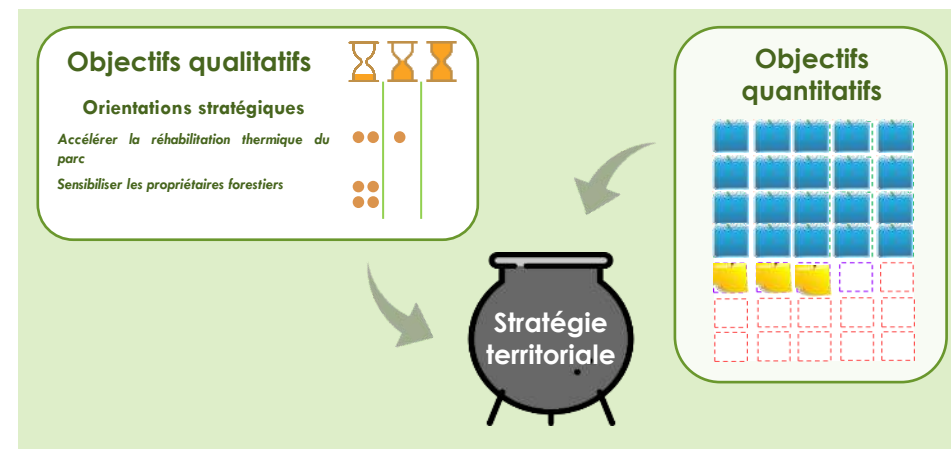 Objectifs qualitatifs
Orientations stratégiques
Accélérer la réhabilitation thermique du
parc
Sensibiliser les propriétaires forestiers
Objectifs
quantitatifs
Stratégie
territoriale